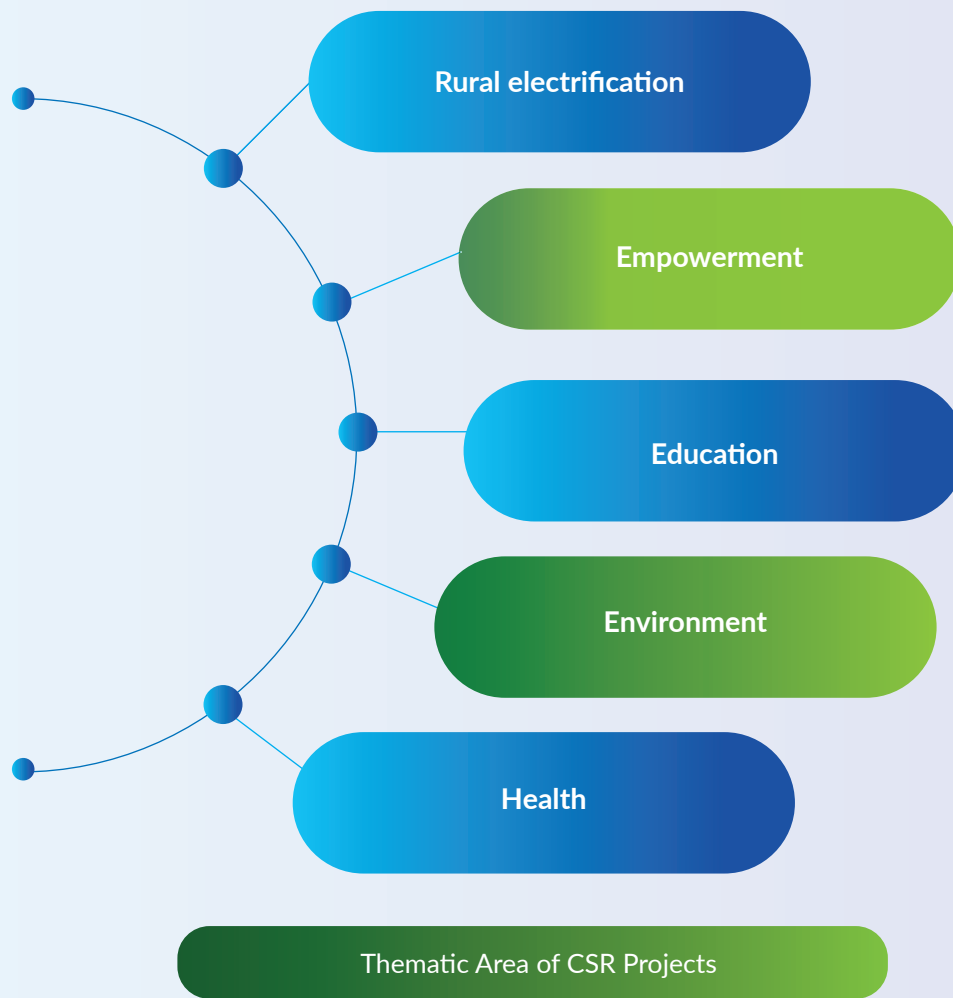 Rural electrification
Empowerment
Education
Environment
Health
Thematic Area of CSR Projects